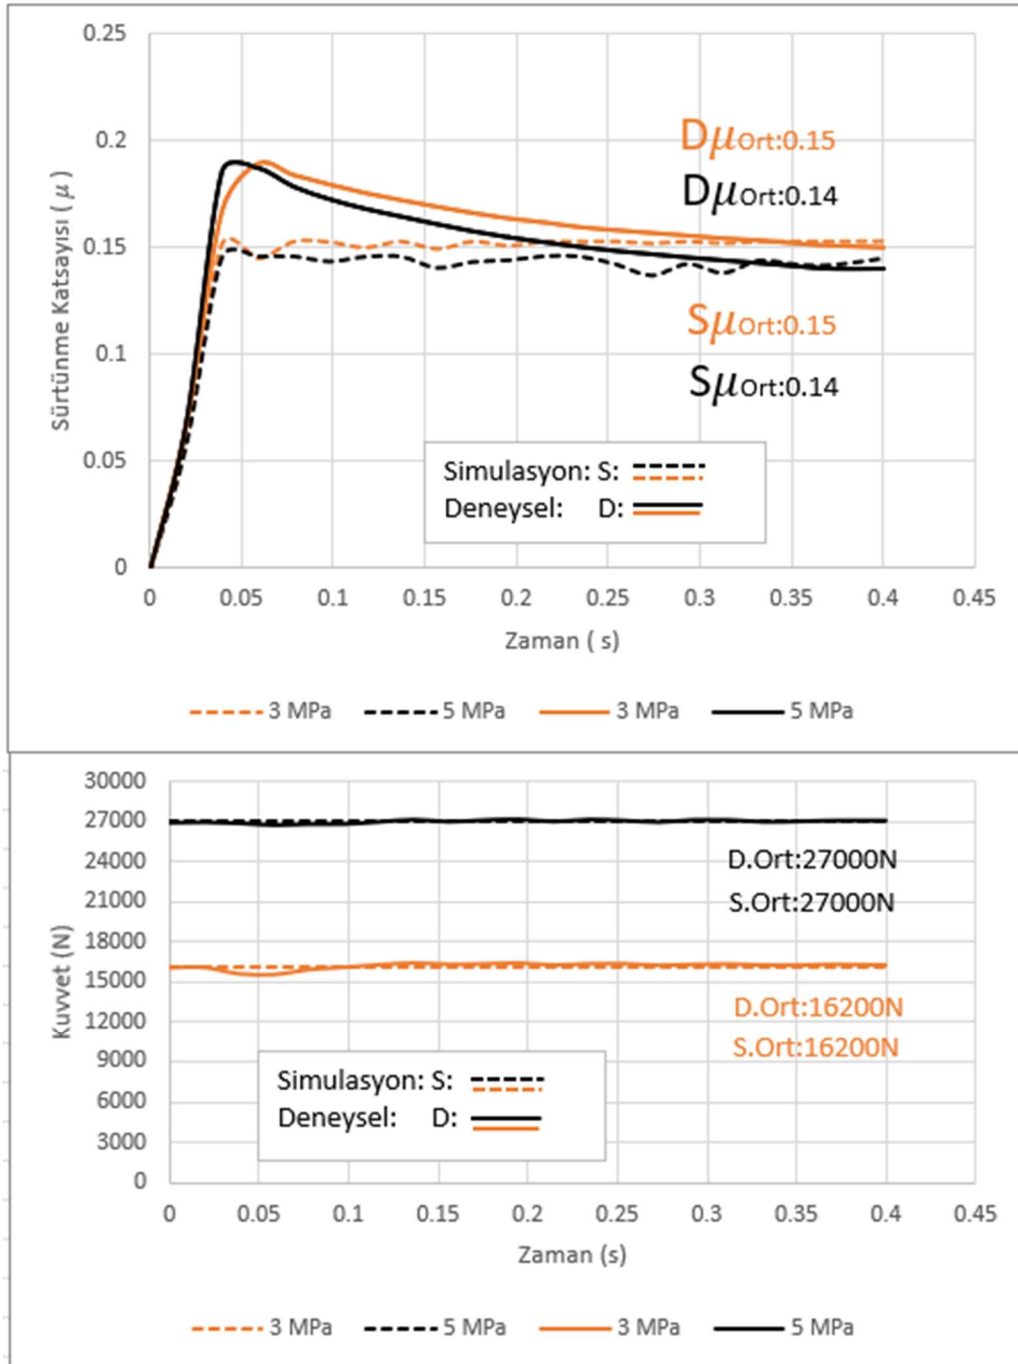 0.25
0.2
0.15
0.1
0.05
0
Sürtünme Katsayısı ( μ )
DμOrt:0.15
DμOrt:0.14
SμOrt:0.15
SμOrt:0.14
Simulasyon: S:
Deneysel: D:
0 0.05 0.1 0.15 0.2 0.25 0.3 0.35 0.4 0.45
Zaman ( s)
3 MPa 5 MPa 3 MPa 5 MPa
30000
27000
24000
21000
18000
15000
12000
9000
6000
3000
0
Kuvvet (N)
D.Ort:27000N
S.Ort:27000N
D.Ort:16200N
S.Ort:16200N
Simulasyon: S:
Deneysel: D:
0 0.05 0.1 0.15 0.2 0.25 0.3 0.35 0.4 0.45
Zaman (s)
3 MPa 5 MPa 3 MPa 5 MPa